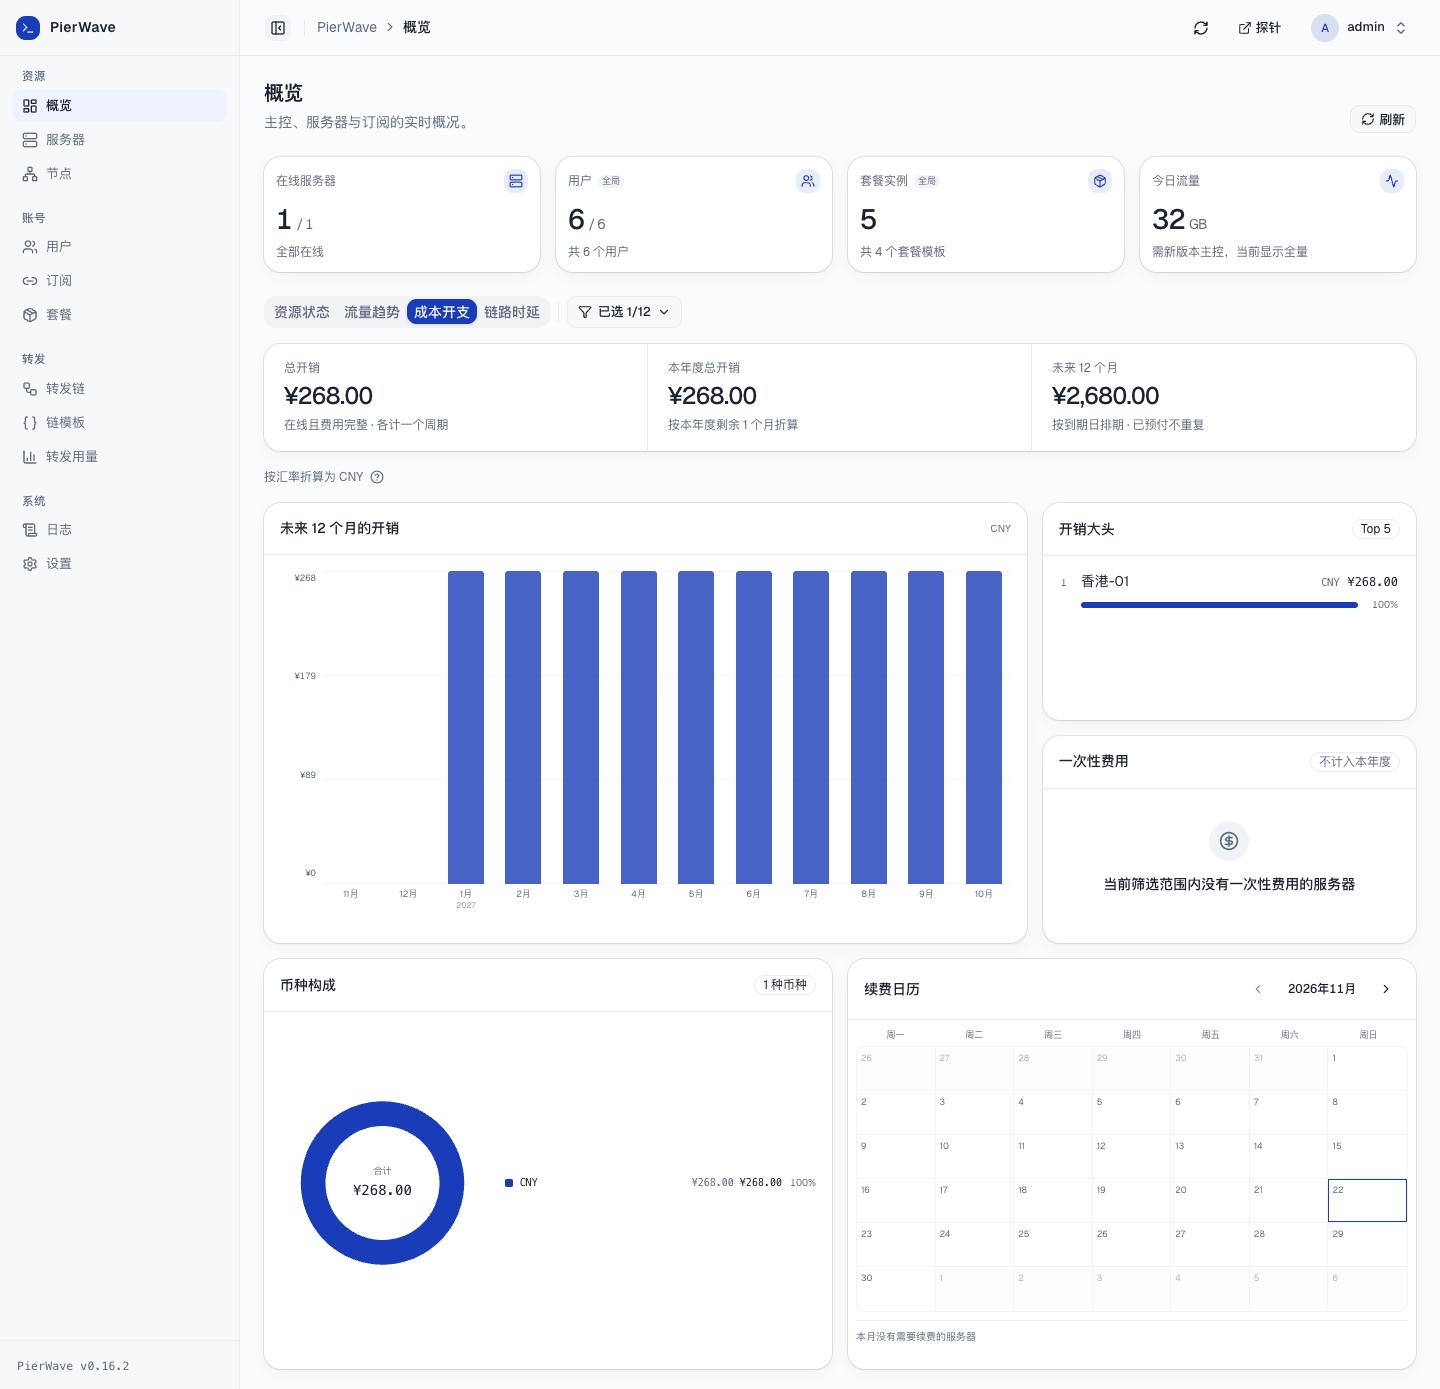 PierWave
PierWave > 概览
探针
A
admin
资源
概览
服务器
节点
账号
用户
订阅
套餐
转发
转发链
链模板
转发用量
系统
日志
设置
PierWave v0.16.2
概览
主控、服务器与订阅的实时概况。
刷新
在线服务器
1 / 1
全部在线
用户 全局
6 / 6
共 6 个用户
套餐实例 全局
5
共 4 个套餐模板
今日流量
32 GB
需新版本主控，当前显示全量
资源状态 流量趋势 成本开支 链路时延
已选 1/12
总开销
¥268.00
在线且费用完整 · 各计一个周期
本年度总开销
¥268.00
按本年度剩余 1 个月折算
未来 12 个月
¥2,680.00
按到期日排期 · 已预付不重复
按汇率折算为 CNY
未来 12 个月的开销
CNY
¥268
¥179
¥89
¥0
11月 12月 1月 2月 3月 4月 5月 6月 7月 8月 9月 10月
2027
开销大头
Top 5
1 香港-01 CNY ¥268.00
100%
一次性费用
不计入本年度
当前筛选范围内没有一次性费用的服务器
币种构成
1 种币种
合计
¥268.00
CNY ¥268.00 ¥268.00 100%
续费日历
2026年11月
周一 周二 周三 周四 周五 周六 周日
26 27 28 29 30 31 1
2 3 4 5 6 7 8
9 10 11 12 13 14 15
16 17 18 19 20 21 22
23 24 25 26 27 28 29
30 1 2 3 4 5 6
本月没有需要续费的服务器